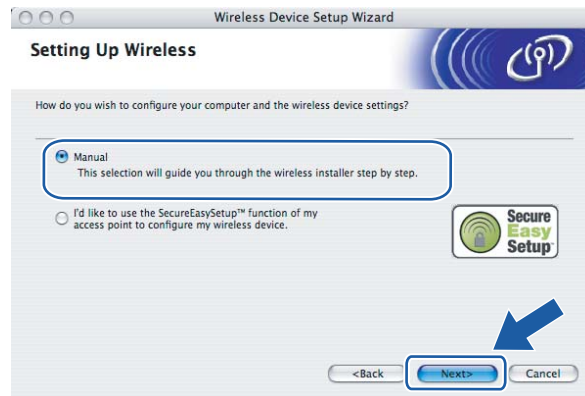 Wireless Device Setup Wizard
Setting Up Wireless
How do you wish to configure your computer and the wireless device settings?
Manual
This selection will guide you through the wireless installer step by step.
I'd like to use the SecureEasySetup™ function of my
access point to configure my wireless device.
Secure
Easy
Setup
<Back Next> Cancel